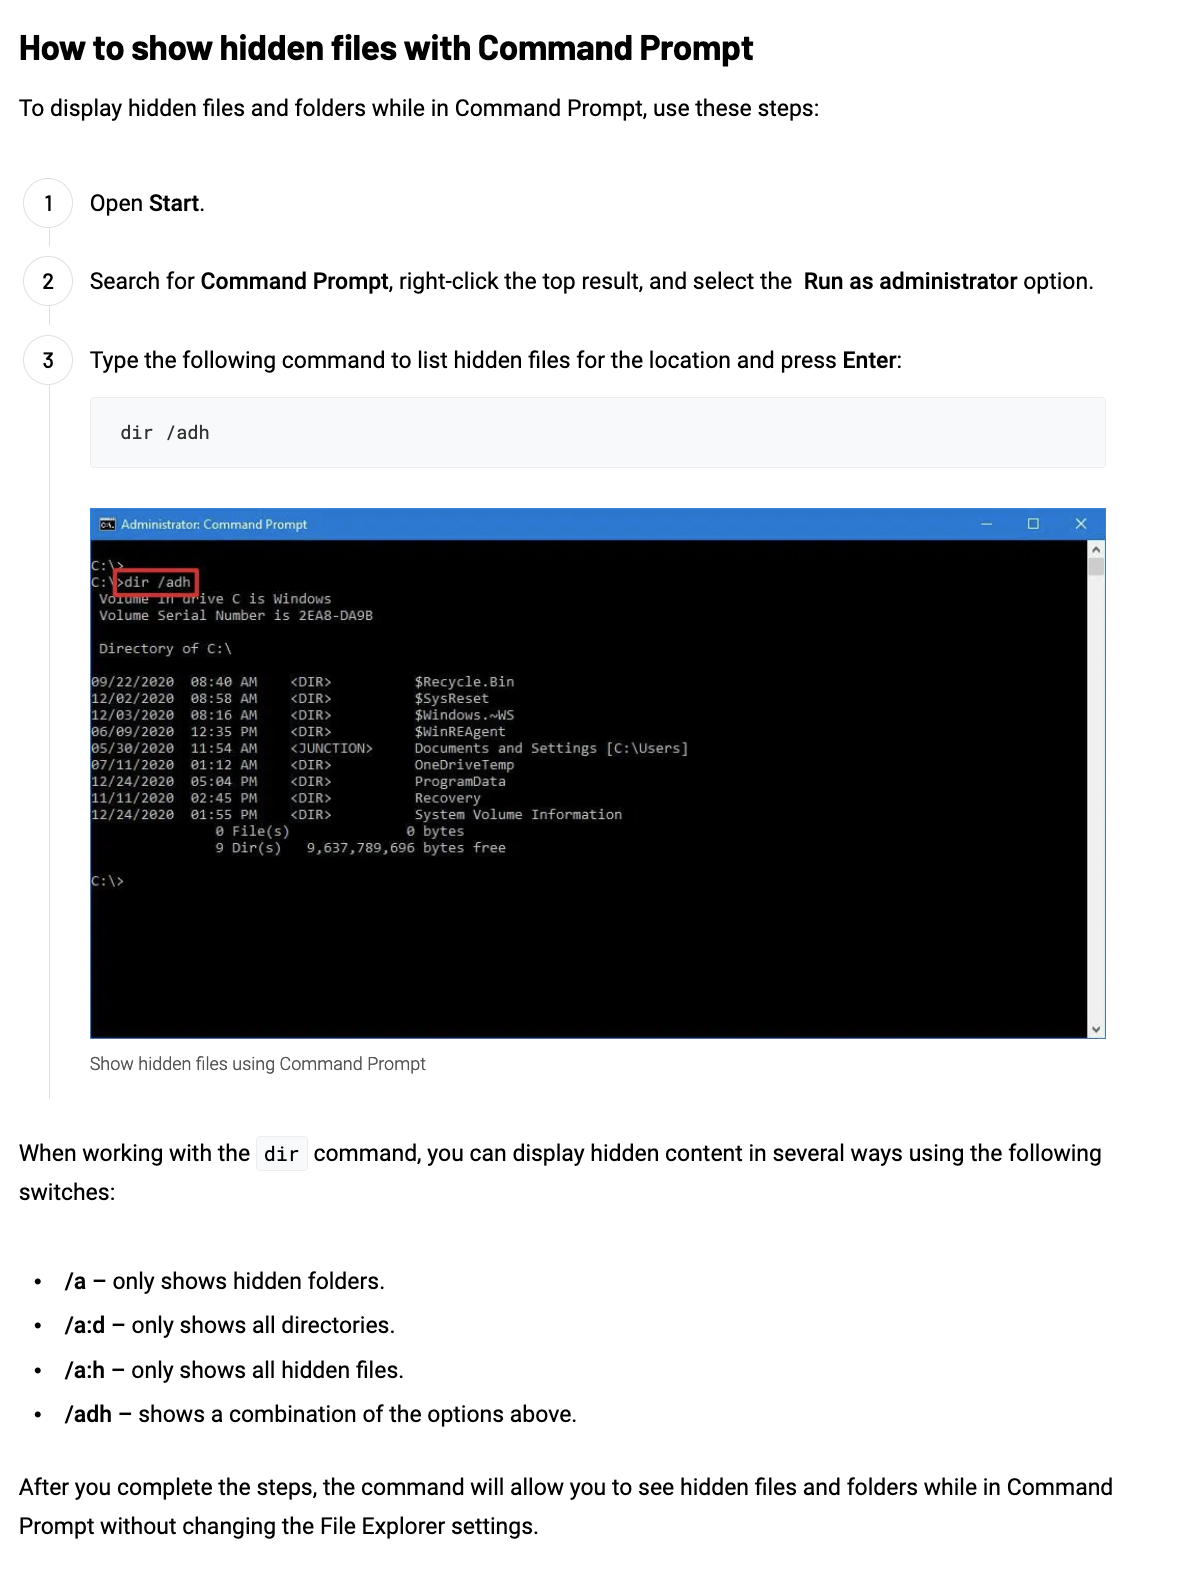 How to show hidden files with Command Prompt
To display hidden files and folders while in Command Prompt, use these steps:
1 Open Start.
2 Search for Command Prompt, right-click the top result, and select the Run as administrator option.
3 Type the following command to list hidden files for the location and press Enter:
dir /adh
Administrator: Command Prompt
C:\>
C:\>dir /adh
Volume in drive C is Windows
Volume Serial Number is 2EA8-DA9B
Directory of C:\
09/22/2020 08:40 AM <DIR> $Recycle.Bin
12/02/2020 08:58 AM <DIR> $SysReset
12/03/2020 08:16 AM <DIR> $Windows.~WS
06/09/2020 12:35 PM <DIR> $WinREAgent
05/30/2020 11:54 AM <JUNCTION> Documents and Settings [C:\Users]
07/11/2020 01:12 AM <DIR> OneDriveTemp
12/24/2020 05:04 PM <DIR> ProgramData
11/11/2020 02:45 PM <DIR> Recovery
12/24/2020 01:55 PM <DIR> System Volume Information
0 File(s) 0 bytes
9 Dir(s) 9,637,789,696 bytes free
C:\>
Show hidden files using Command Prompt
When working with the dir command, you can display hidden content in several ways using the following
switches:
• /a – only shows hidden folders.
• /a:d – only shows all directories.
• /a:h – only shows all hidden files.
• /adh – shows a combination of the options above.
After you complete the steps, the command will allow you to see hidden files and folders while in Command
Prompt without changing the File Explorer settings.